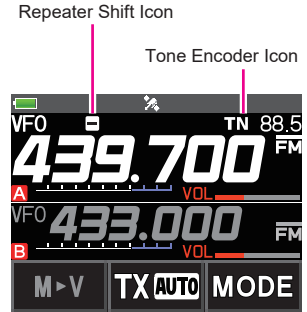 Repeater Shift Icon
Tone Encoder Icon
VFO TN 88.5
439.700 FM
A VOL
VFO 433.000 FM
B VOL
M►V TX AUTO MODE